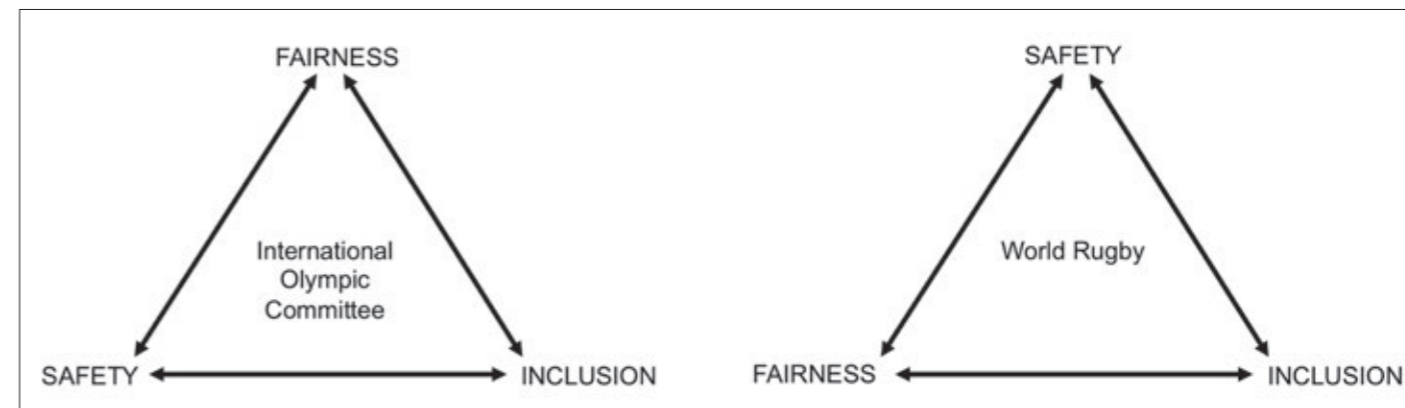 FAIRNESS
International
Olympic
Committee
SAFETY
INCLUSION
SAFETY
World Rugby
FAIRNESS
INCLUSION